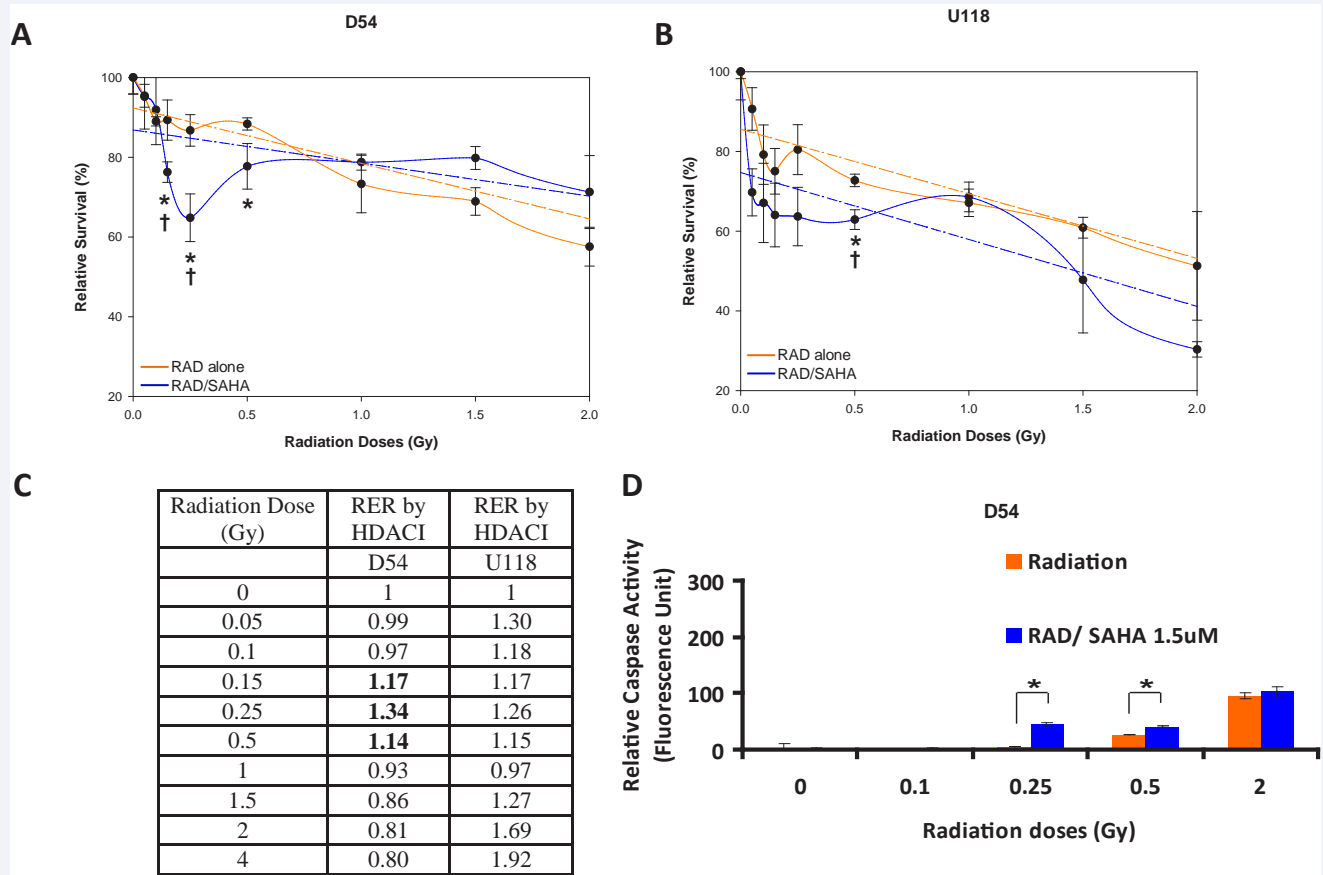 A
D54
Relative Survival (%)
100
80
60
40
20
*
†
*
†
*
RAD alone
RAD/SAHA
0.0 0.5 1.0 1.5 2.0
Radiation Doses (Gy)
B
U118
Relative Survival (%)
100
80
60
40
20
*
†
RAD alone
RAD/SAHA
0.0 0.5 1.0 1.5 2.0
Radiation Doses (Gy)
C
Radiation Dose (Gy) RER by HDACI RER by HDACI
D54 U118
0 1 1
0.05 0.99 1.30
0.1 0.97 1.18
0.15 1.17 1.17
0.25 1.34 1.26
0.5 1.14 1.15
1 0.93 0.97
1.5 0.86 1.27
2 0.81 1.69
4 0.80 1.92
D
D54
Relative Caspase Activity
(Fluorescence Unit)
Radiation
RAD/ SAHA 1.5uM
300
200
100
0
* *
0 0.1 0.25 0.5 2
Radiation doses (Gy)